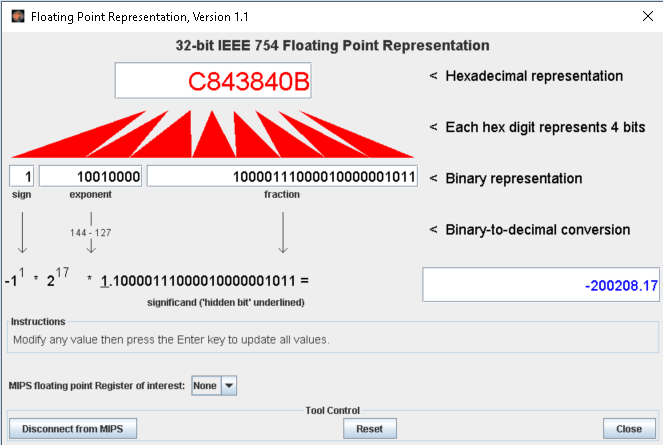 Floating Point Representation, Version 1.1
32-bit IEEE 754 Floating Point Representation
C843840B
< Hexadecimal representation
< Each hex digit represents 4 bits
1 10010000 10000111000010000001011
< Binary representation
sign exponent fraction
144 - 127
< Binary-to-decimal conversion
-1^1 * 2^17 * 1.10000111000010000001011 =
-200208.17
significand ('hidden bit' underlined)
Instructions
Modify any value then press the Enter key to update all values.
MIPS floating point Register of interest: None
Tool Control
Disconnect from MIPS Reset Close